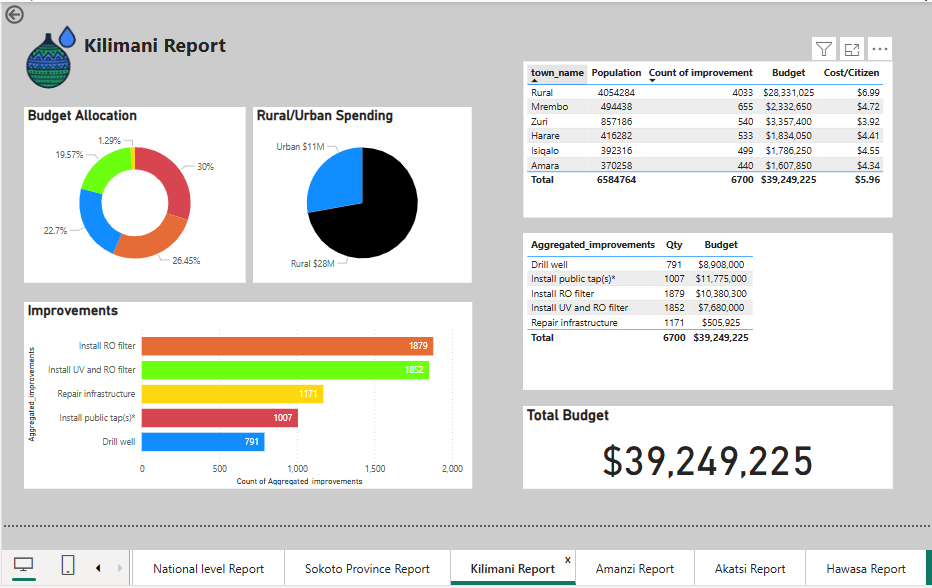 Kilimani Report
town_name Population Count of improvement Budget Cost/Citizen
Rural 4054284 4033 $28,331,025 $6.99
Mrembo 494438 655 $2,332,650 $4.72
Zuri 857186 540 $3,357,400 $3.92
Harare 416282 533 $1,834,050 $4.41
Isiqalo 392316 499 $1,786,250 $4.55
Amara 370258 440 $1,607,850 $4.34
Total 6584764 6700 $39,249,225 $5.96
Budget Allocation
1.29%
19.57%
30%
22.7%
26.45%
Rural/Urban Spending
Urban $11M
Rural $28M
Aggregated_improvements Qty Budget
Drill well 791 $8,908,000
Install public tap(s)* 1007 $11,775,000
Install RO filter 1879 $10,380,300
Install UV and RO filter 1852 $7,680,000
Repair infrastructure 1171 $505,925
Total 6700 $39,249,225
Improvements
Aggregated_improvements
Install RO filter 1879
Install UV and RO filter 1852
Repair infrastructure 1171
Install public tap(s)* 1007
Drill well 791
0 500 1,000 1,500 2,000
Count of Aggregated_improvements
Total Budget
$39,249,225
National level Report Sokoto Province Report Kilimani Report x Amanzi Report Akatsi Report Hawasa Report